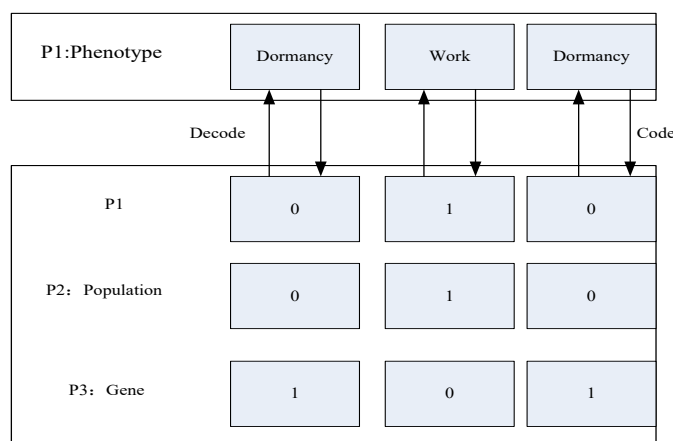 P1:Phenotype Dormancy Work Dormancy
Decode Code
P1 0 1 0
P2：Population 0 1 0
P3：Gene 1 0 1